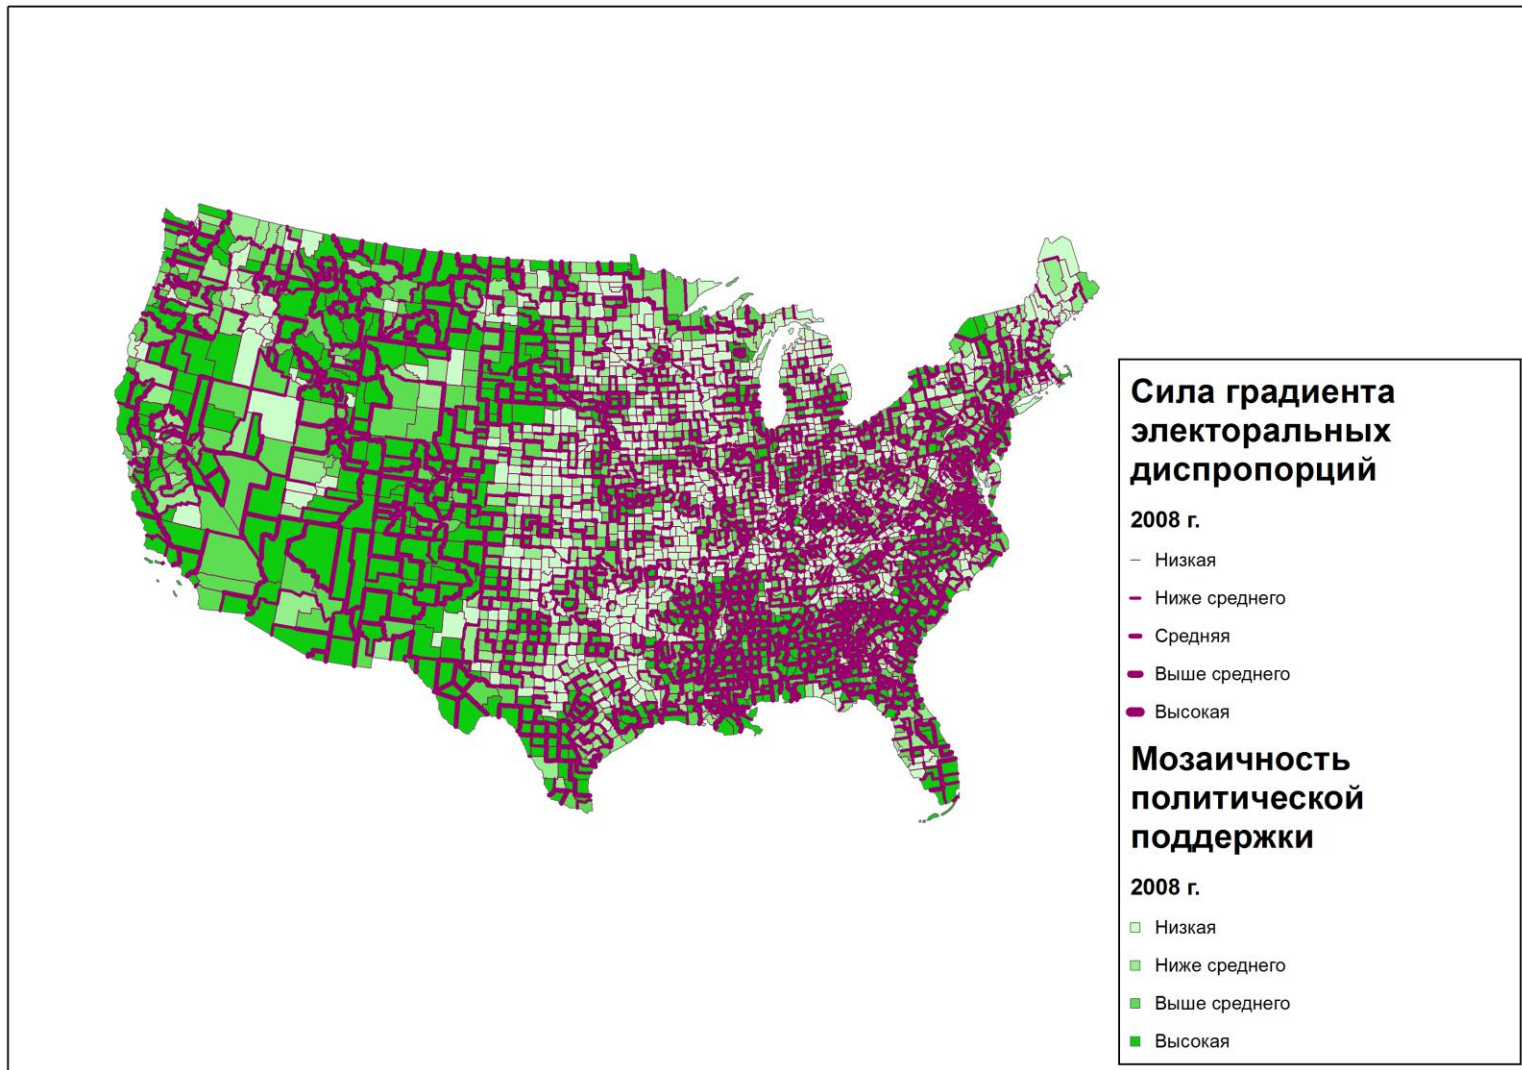 Сила градиента
электоральных
диспропорций
2008 г.
Низкая
Ниже среднего
Средняя
Выше среднего
Высокая
Мозаичность
политической
поддержки
2008 г.
Низкая
Ниже среднего
Выше среднего
Высокая